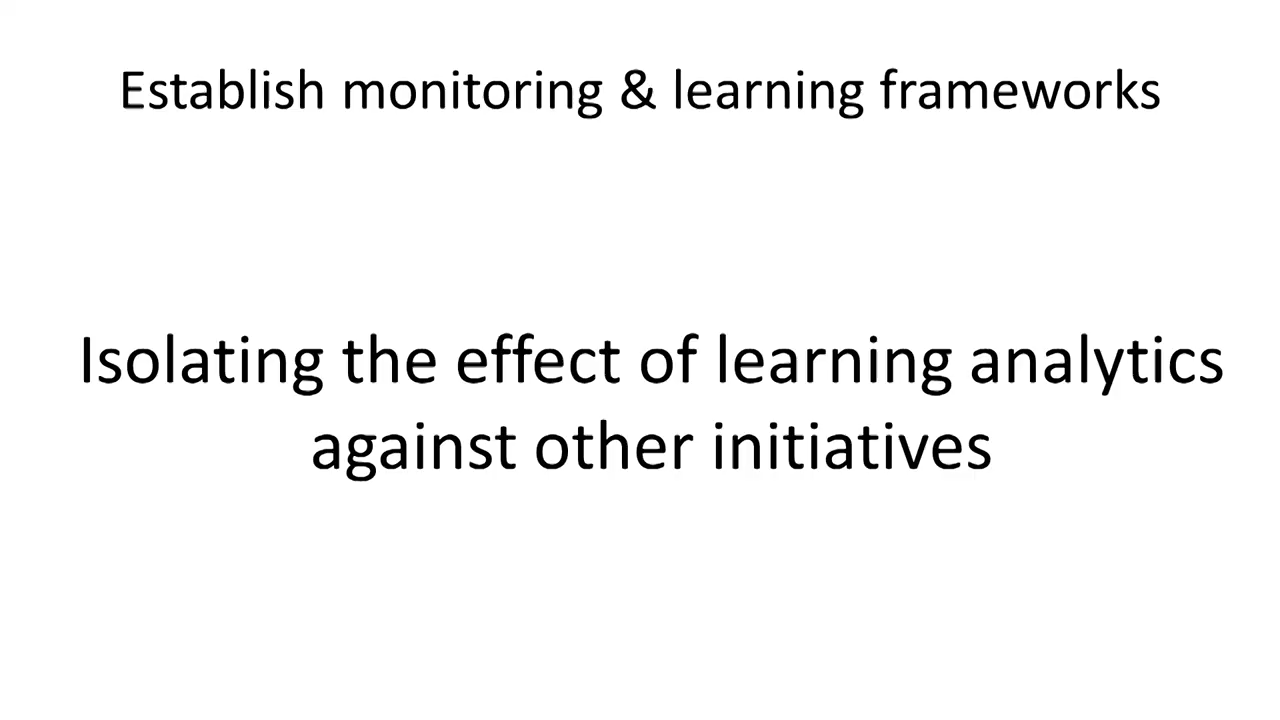 Establish monitoring & learning frameworks
Isolating the effect of learning analytics
against other initiatives